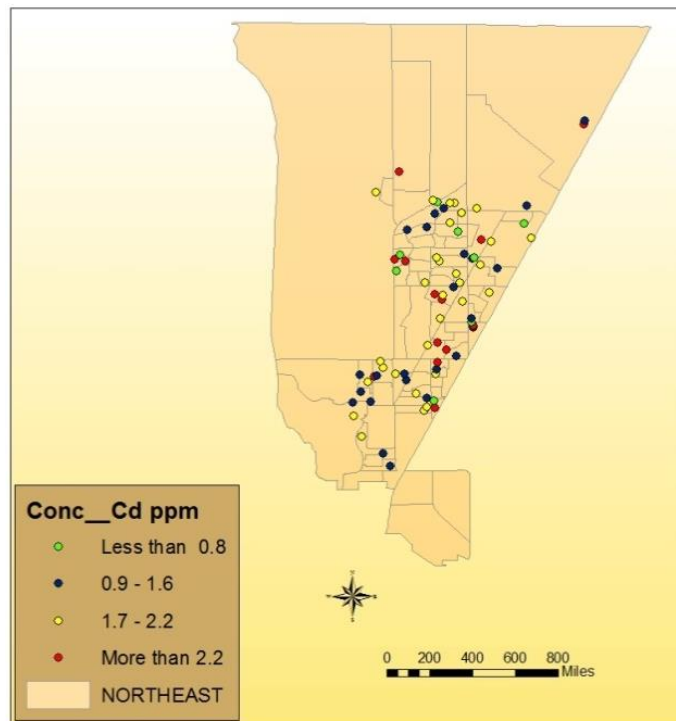 Conc__Cd ppm
Less than 0.8
0.9 - 1.6
1.7 - 2.2
More than 2.2
NORTHEAST
0 200 400 600 800
Miles